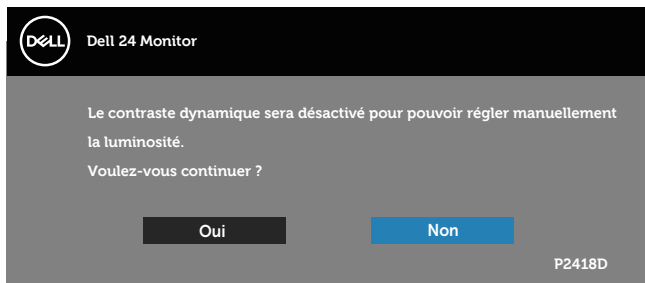 DELL
Dell 24 Monitor
Le contraste dynamique sera désactivé pour pouvoir régler manuellement
la luminosité.
Voulez-vous continuer ?
Oui
Non
P2418D